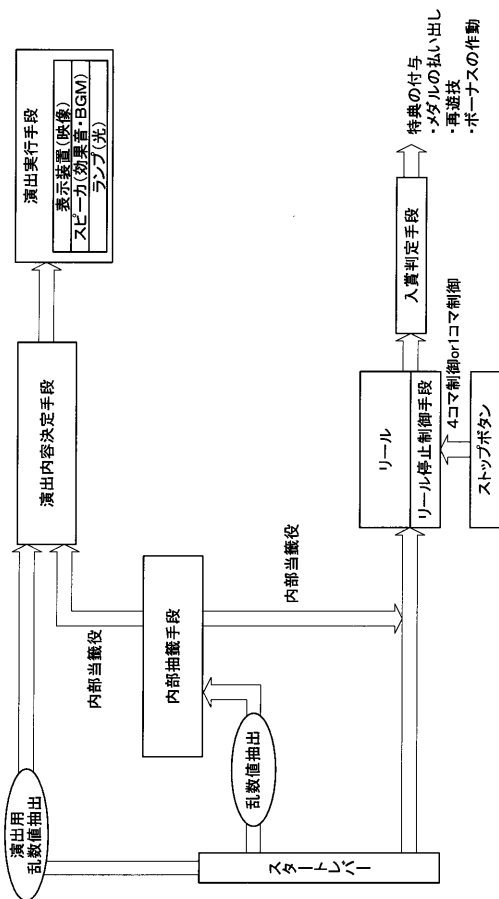 演出用
乱数値抽出
演出内容決定手段
演出実行手段
表示装置(映像)
スピーカ(効果音・BGM)
ランプ(光)
内部当籤役
内部抽籤手段
乱数値抽出
内部当籤役
スタートレバー
リール
リール停止制御手段
4コマ制御or1コマ制御
ストップボタン
入賞判定手段
特典の付与
・メダルの払い出し
・再遊技
・ボーナスの作動